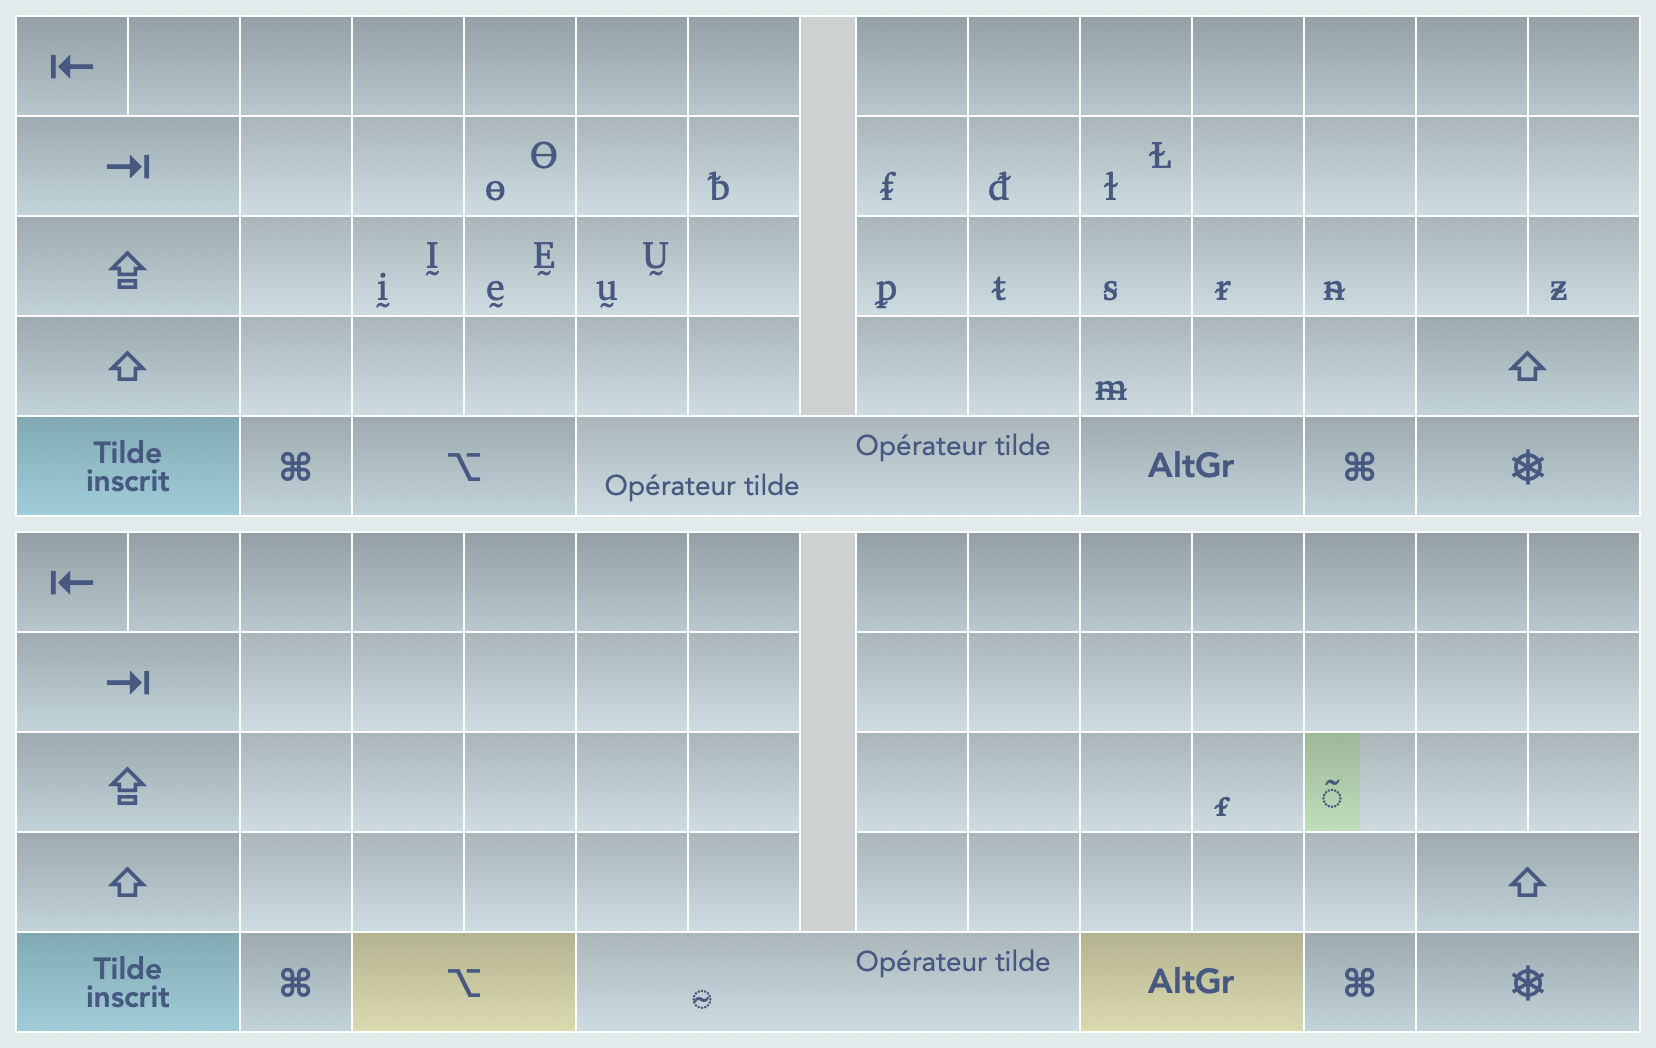 Ɵ
ɵ ᵬ
ᵮ ᵭ ɫ Ɫ
Ḭ Ḛ Ṵ
ḭ ḛ ṵ
ᵱ ᵵ ᵴ ᵲ ᵰ ᵶ
ᵯ
Tilde
inscrit
⌘ ⌥
Opérateur tilde
Opérateur tilde
AltGr
⌘
ᵳ ◌̃
Tilde
inscrit
⌘ ⌥
Opérateur tilde
◌̴
AltGr
⌘